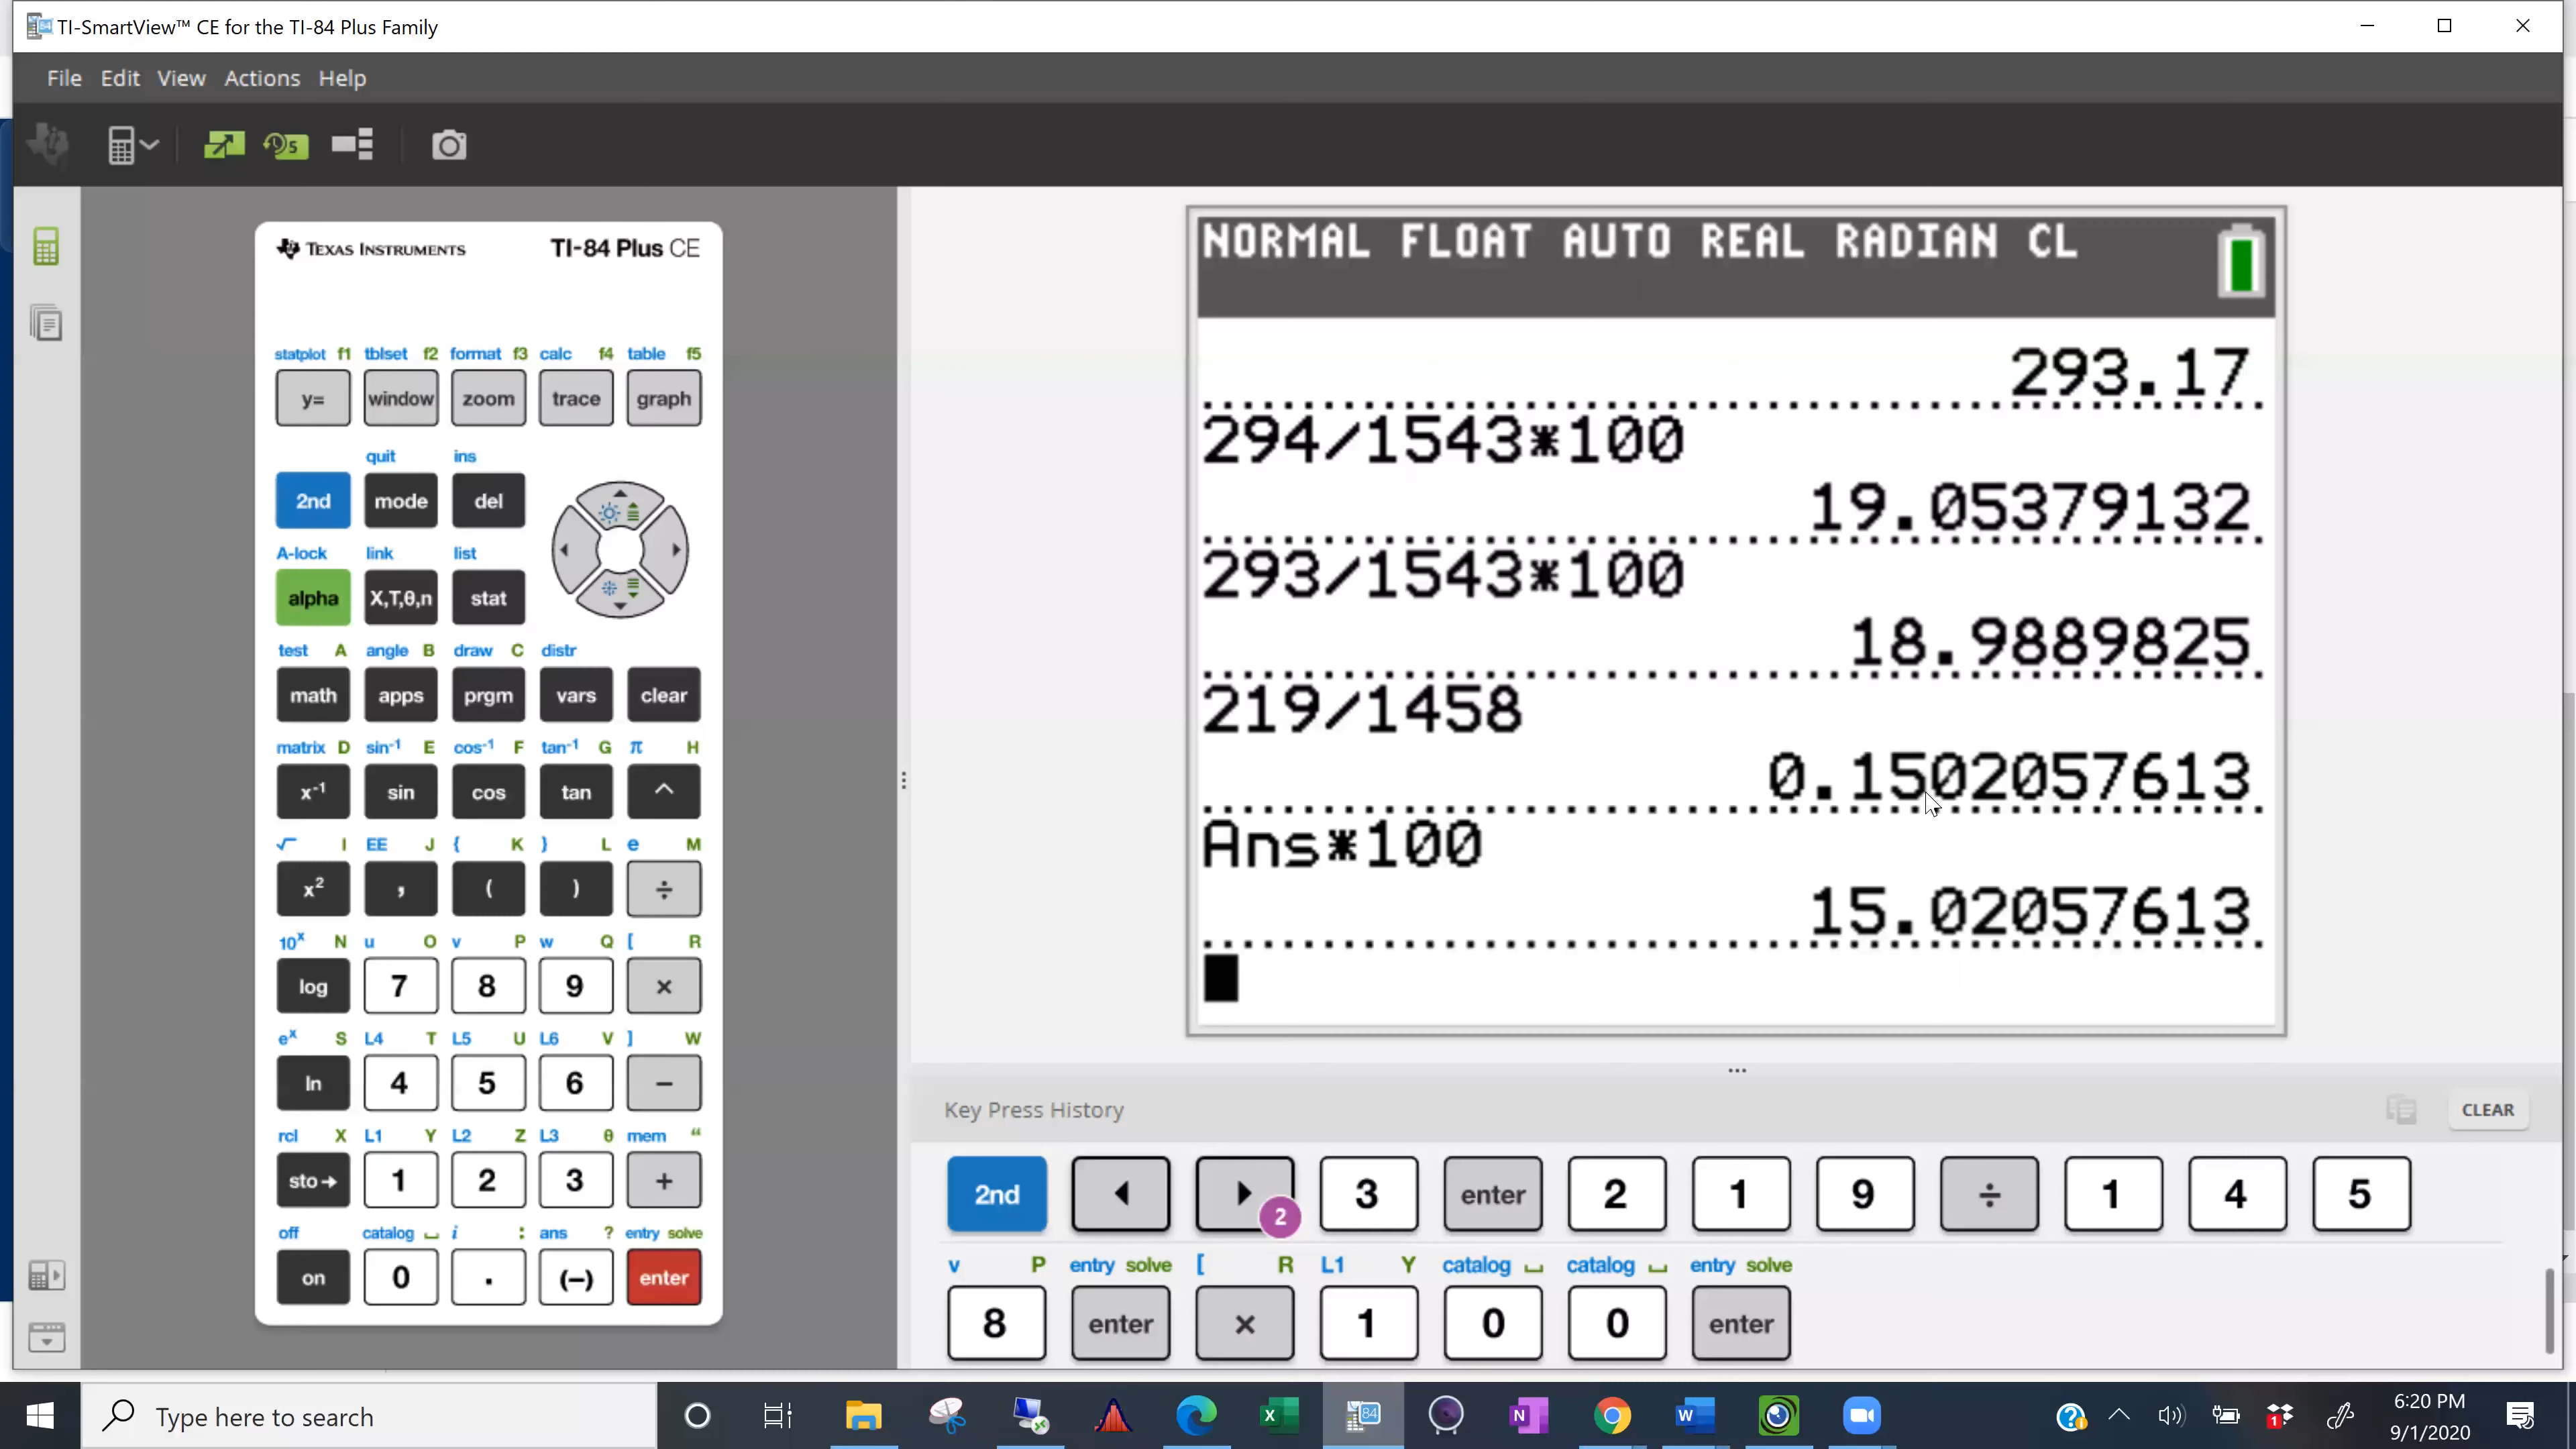 TI-SmartView™ CE for the TI-84 Plus Family
File Edit View Actions Help
5
TEXAS INSTRUMENTS TI-84 Plus CE
statplot f1 tblset f2 format f3 calc f4 table f5
y= window zoom trace graph
quit ins
2nd mode del
A-lock link list
alpha X,T,θ,n stat
test A angle B draw C distr
math apps prgm vars clear
matrix D sin⁻¹ E cos⁻¹ F tan⁻¹ G π H
x⁻¹ sin cos tan ^
√ I EE J { K } L e M
x² , ( ) ÷
10ˣ N u O v P w Q [ R
log 7 8 9 ×
eˣ S L4 T L5 U L6 V ] W
ln 4 5 6 −
rcl X L1 Y L2 Z L3 θ mem “
sto→ 1 2 3 +
off catalog ⎵ i : ans ? entry solve
on 0 . (−) enter
NORMAL FLOAT AUTO REAL RADIAN CL
293.17
294/1543*100
19.05379132
293/1543*100
18.9889825
219/1458
0.1502057613
Ans*100
15.02057613
Key Press History CLEAR
2nd ◀ ▶ 2 3 enter 2 1 9 ÷ 1 4 5
v P entry solve [ R L1 Y catalog ⎵ catalog ⎵ entry solve
8 enter × 1 0 0 enter
Type here to search
84
6:20 PM
9/1/2020